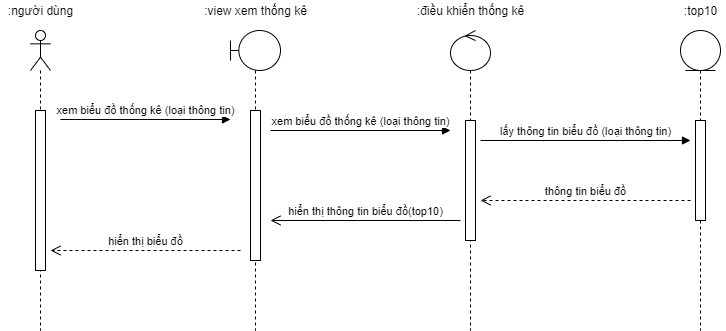 :người dùng
:view xem thống kê
:điều khiển thống kê
:top10
xem biểu đồ thống kê (loại thông tin)
xem biểu đồ thống kê (loại thông tin)
lấy thông tin biểu đồ (loại thông tin)
thông tin biểu đồ
hiển thị thông tin biểu đồ(top10)
hiển thị biểu đồ